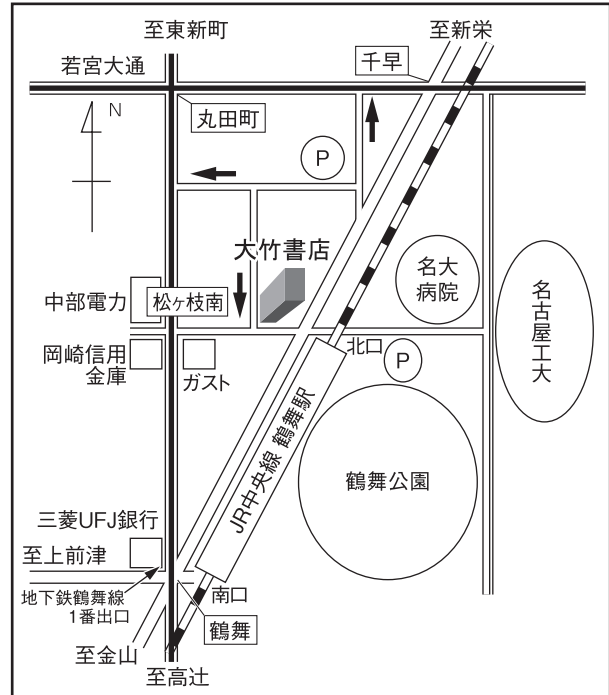 至東新町
至新栄
若宮大通
千早
N
丸田町
P
大竹書店
名大
病院
名古屋工大
中部電力
松ヶ枝南
岡崎信用
金庫
ガスト
北口
P
JR中央線 鶴舞駅
鶴舞公園
三菱UFJ銀行
至上前津
地下鉄鶴舞線
1番出口
南口
鶴舞
至金山
至高辻